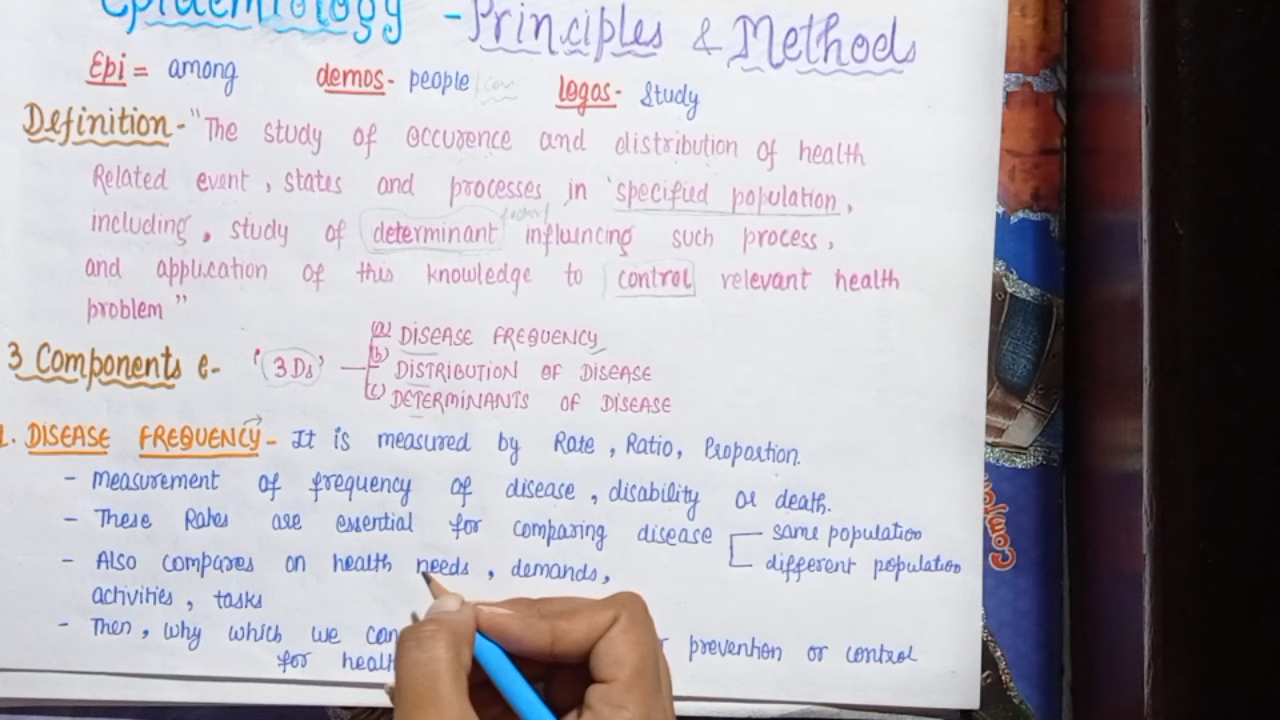 Epidemiology - Principles & Methods
Epi = among demos - people Logos - Study
Definition - "The study of occurence and distribution of health
Related event, states and processes in 'specified population,
including, study of determinant influencing such process,
factor
and application of this knowledge to control relevant health
problem"
3 Components e- '3Ds'
(a) DISEASE FREQUENCY
(b) DISTRIBUTION OF DISEASE
(c) DETERMINANTS OF DISEASE
1. DISEASE FREQUENCY - It is measured by Rate, Ratio, Proportion.
- measurement of frequency of disease, disability or death.
- These Rates are essential for comparing disease
same population
different population
- Also compares on health needs, demands,
activities, tasks
- Then, why which we can prevention or control
for healt